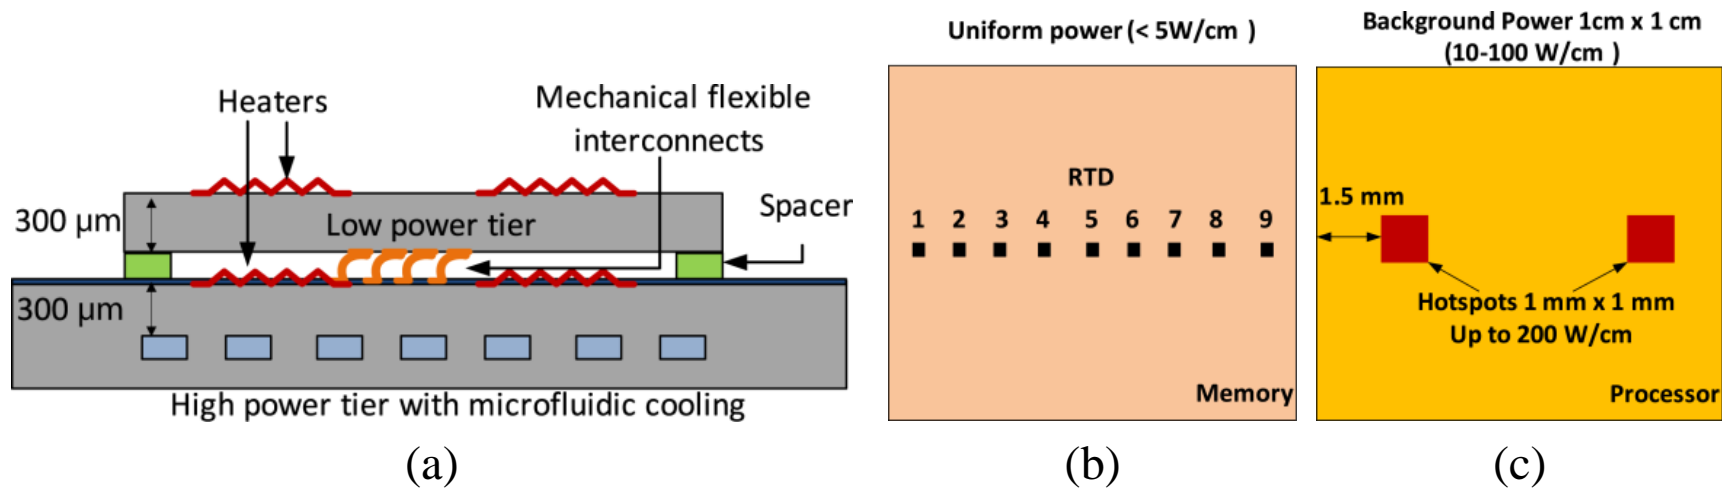 Heaters
Mechanical flexible
interconnects
Spacer
300 µm
Low power tier
300 µm
High power tier with microfluidic cooling
(a)
Uniform power (< 5W/cm )
RTD
1 2 3 4 5 6 7 8 9
Memory
(b)
Background Power 1cm x 1 cm
(10-100 W/cm )
1.5 mm
Hotspots 1 mm x 1 mm
Up to 200 W/cm
Processor
(c)